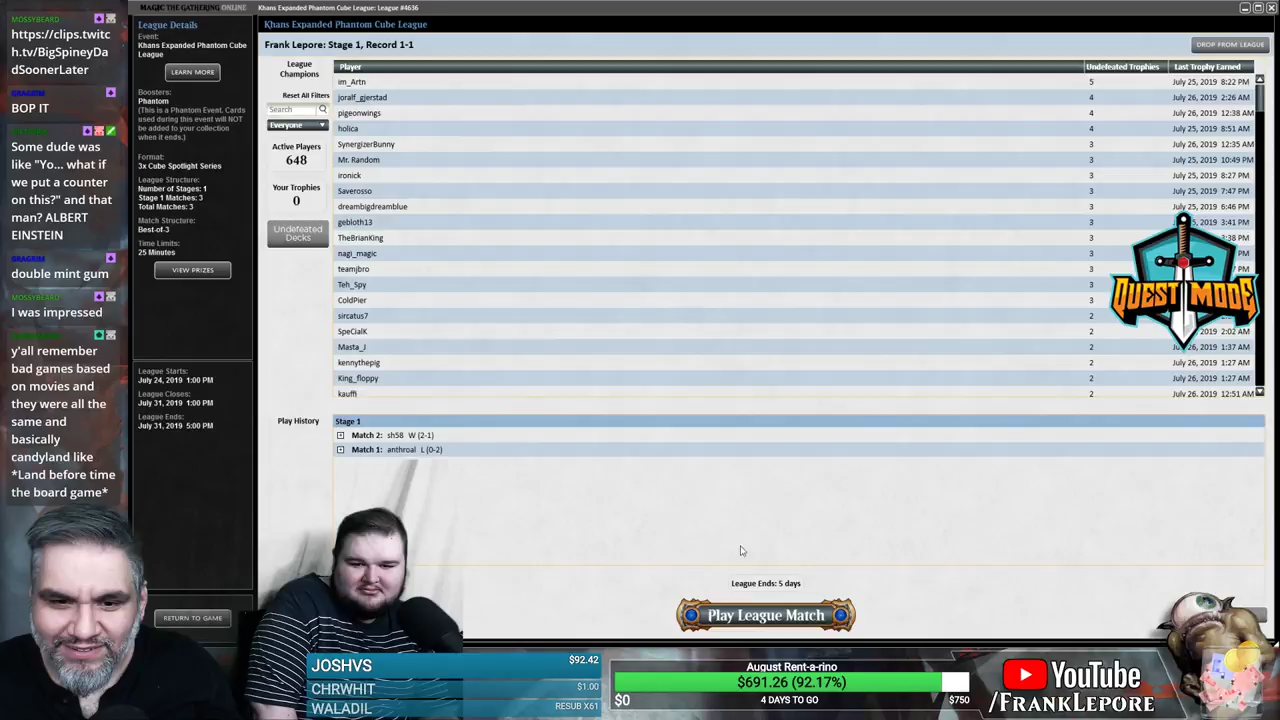 MAGIC THE GATHERING ONLINE
Khans Expanded Phantom Cube League: League #4636
MOSSYBEARD
https://clips.twitc
h.tv/BigSpineyDa
dSoonerLater
BOP IT
Some dude was
like "Yo... what if
we put a counter
on this?" and that
man? ALBERT
EINSTEIN
double mint gum
MOSSYBEARD
I was impressed
y'all remember
bad games based
on movies and
they were all the
same and
basically
candyland like
*Land before time
the board game*
League Details
Event:
Khans Expanded Phantom Cube
League
LEARN MORE
Boosters:
Phantom
(This is a Phantom Event. Cards
used during this event will NOT
be added to your collection
when it ends.)
Format:
3x Cube Spotlight Series
League Structure:
Number of Stages: 1
Stage 1 Matches: 3
Total Matches: 3
Match Structure:
Best-of-3
Time Limits:
25 Minutes
VIEW PRIZES
League Starts:
July 24, 2019 1:00 PM
League Closes:
July 31, 2019 1:00 PM
League Ends:
July 31, 2019 5:00 PM
RETURN TO GAME
Khans Expanded Phantom Cube League
Frank Lepore: Stage 1, Record 1-1
DROP FROM LEAGUE
League
Champions
Reset All Filters
Search
Everyone
Active Players
648
Your Trophies
0
Undefeated
Decks
Player Undefeated Trophies Last Trophy Earned
im_Artn 5 July 25, 2019 8:22 PM
joralf_gjerstad 4 July 26, 2019 2:26 AM
pigeonwings 4 July 26, 2019 12:38 AM
holica 4 July 25, 2019 8:51 AM
SynergizerBunny 3 July 26, 2019 12:35 AM
Mr. Random 3 July 25, 2019 10:49 PM
ironick 3 July 25, 2019 8:27 PM
Saverosso 3 July 25, 2019 7:47 PM
dreambigdreamblue 3 July 25, 2019 6:46 PM
gebloth13 3 July 25, 2019 3:41 PM
TheBrianKing 3 :38 PM
nagi_magic 3 PM
teamjbro 3 PM
Teh_Spy 3
ColdPier 3 PM
sircatus7 2
SpeCialK 2 2:02 AM
Masta_J 2 July 26, 2019 1:37 AM
kennythepig 2 July 26, 2019 1:27 AM
King_floppy 2 July 26, 2019 1:27 AM
kauffi 2 July 26, 2019 12:51 AM
QUEST MODE
Play History
Stage 1
Match 2: sh58 W (2-1)
Match 1: anthroal L (0-2)
League Ends: 5 days
Play League Match
JOSHVS $92.42
CHRWHIT $1.00
WALADIL RESUB X61
August Rent-a-rino
$691.26 (92.17%)
$0 4 DAYS TO GO $750
YouTube
/FRANKLEPORE